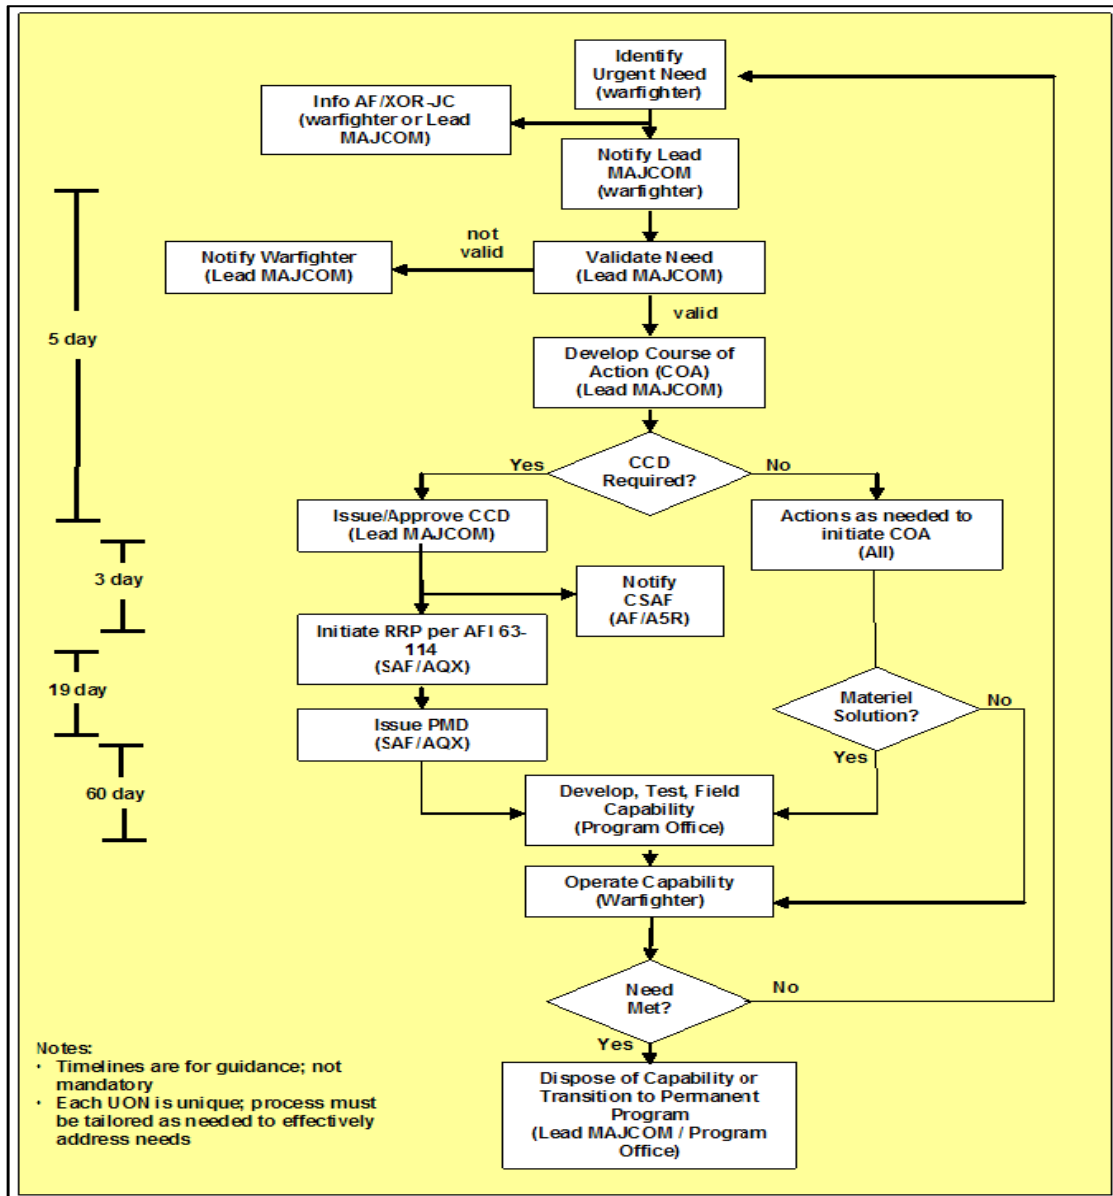 Identify
Urgent Need
(warfighter)
Info AF/XOR-JC
(warfighter or Lead
MAJCOM)
Notify Lead
MAJCOM
(warfighter)
not
valid
Notify Warfighter
(Lead MAJCOM)
Validate Need
(Lead MAJCOM)
valid
5 day
Develop Course of
Action (COA)
(Lead MAJCOM)
Yes
CCD
Required?
No
Issue/Approve CCD
(Lead MAJCOM)
Actions as needed to
initiate COA
(All)
3 day
Notify
CSAF
(AF/A5R)
Initiate RRP per AFI 63-
114
(SAF/AQX)
19 day
Materiel
Solution?
No
Yes
Issue PMD
(SAF/AQX)
60 day
Develop, Test, Field
Capability
(Program Office)
Operate Capability
(Warfighter)
Need
Met?
No
Yes
Notes:
· Timelines are for guidance; not
mandatory
· Each UON is unique; process must
be tailored as needed to effectively
address needs
Dispose of Capability or
Transition to Permanent
Program
(Lead MAJCOM / Program
Office)